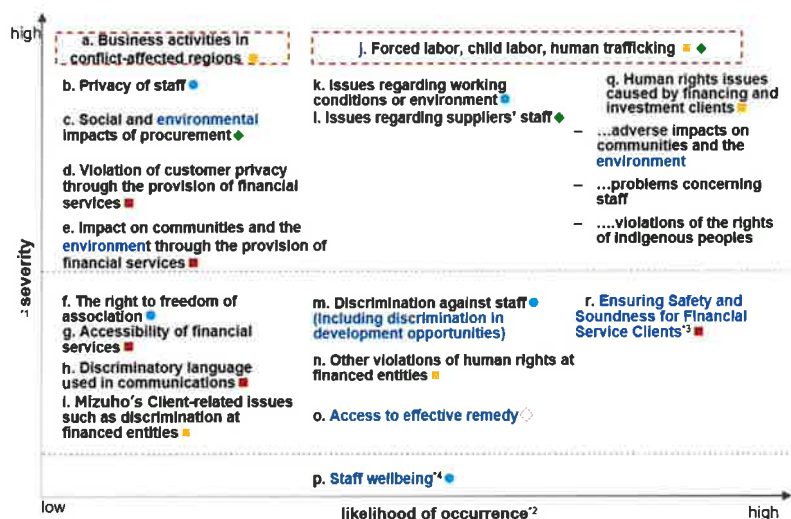 high
a. Business activities in
conflict-affected regions
b. Privacy of staff
c. Social and environmental
impacts of procurement
d. Violation of customer privacy
through the provision of financial
services
e. Impact on communities and the
environment through the provision of
financial services
j. Forced labor, child labor, human trafficking
k. Issues regarding working
conditions or environment
l. Issues regarding suppliers' staff
q. Human rights issues
caused by financing and
investment clients
– ...adverse impacts on
communities and the
environment
– ...problems concerning
staff
– ....violations of the rights
of indigenous peoples
severity
*1
f. The right to freedom of
association
g. Accessibility of financial
services
h. Discriminatory language
used in communications
i. Mizuho's Client-related issues
such as discrimination at
financed entities
m. Discrimination against staff
(Including discrimination in
development opportunities)
n. Other violations of human rights at
financed entities
o. Access to effective remedy
r. Ensuring Safety and
Soundness for Financial
Service Clients*3
p. Staff wellbeing*4
low
likelihood of occurrence*2
high